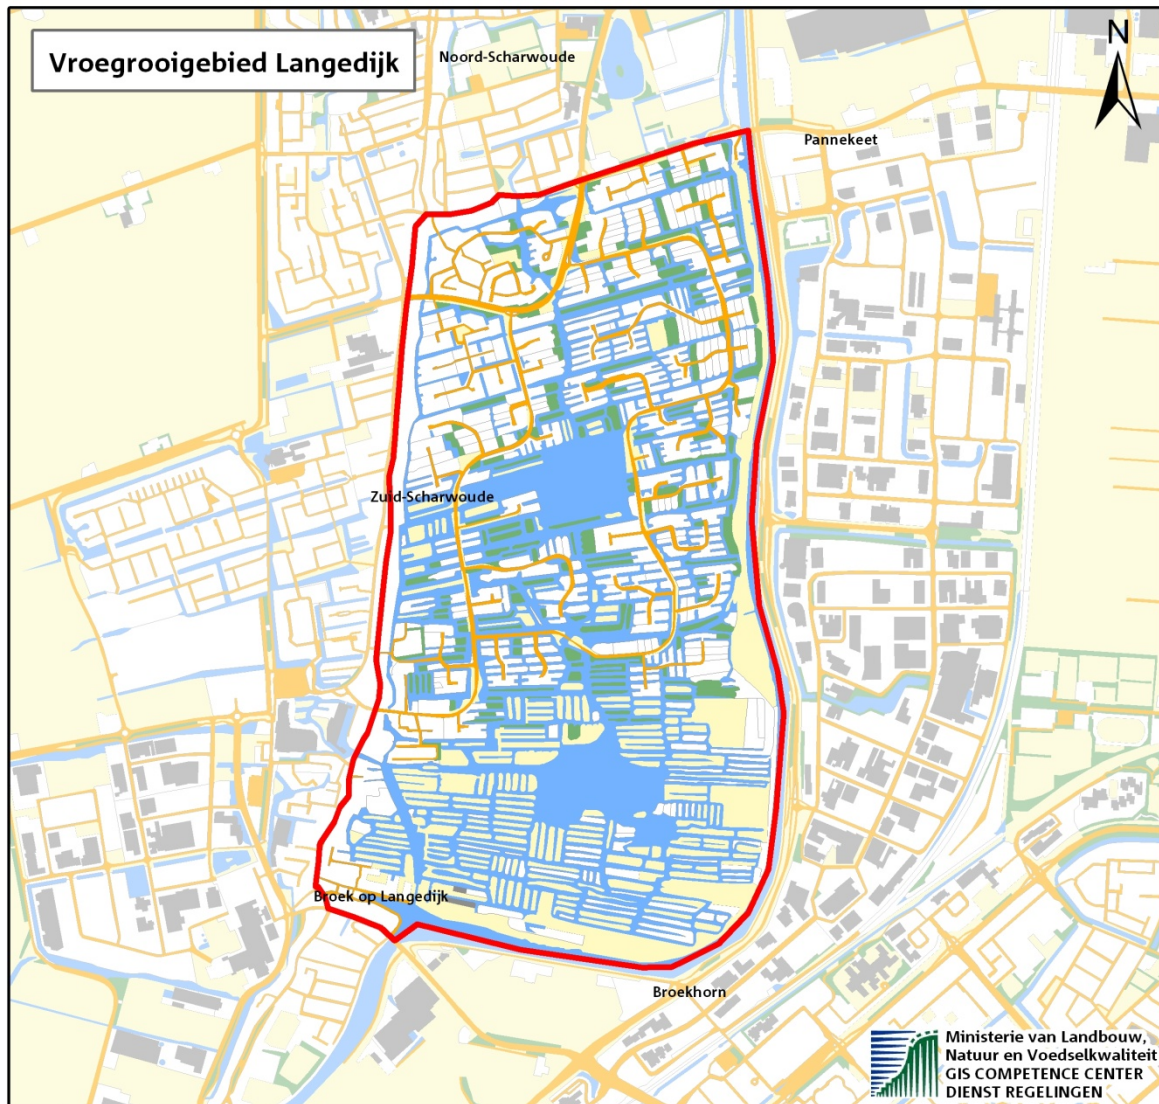 Vroegrooigebied Langedijk
Noord-Scharwoude
N
Pannekeet
Zuid-Scharwoude
Broek op Langedijk
Broekhorn
Ministerie van Landbouw,
Natuur en Voedselkwaliteit
GIS COMPETENCE CENTER
DIENST REGELINGEN